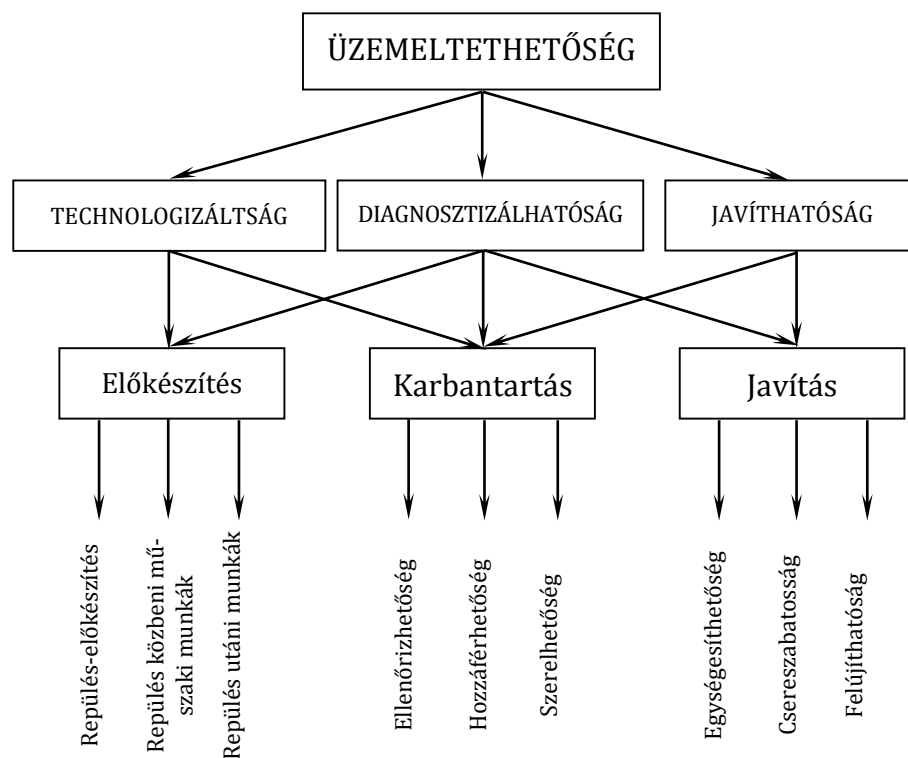 ÜZEMELTETHETŐSÉG
TECHNOLOGIZÁLTSÁG
DIAGNOSZTIZÁLHATÓSÁG
JAVÍTHATÓSÁG
Előkészítés
Karbantartás
Javítás
Repülés-előkészítés
Repülés közbeni mű-
szaki munkák
Repülés utáni munkák
Ellenőrizhetőség
Hozzáférhetőség
Szerelhetőség
Egységesíthetőség
Csereszabatosság
Felújíthatóság